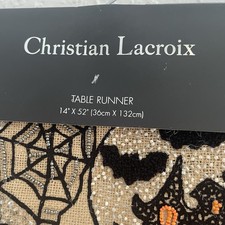 Christian Lacroix
TABLE RUNNER
14" X 52" (36cm X 132cm)